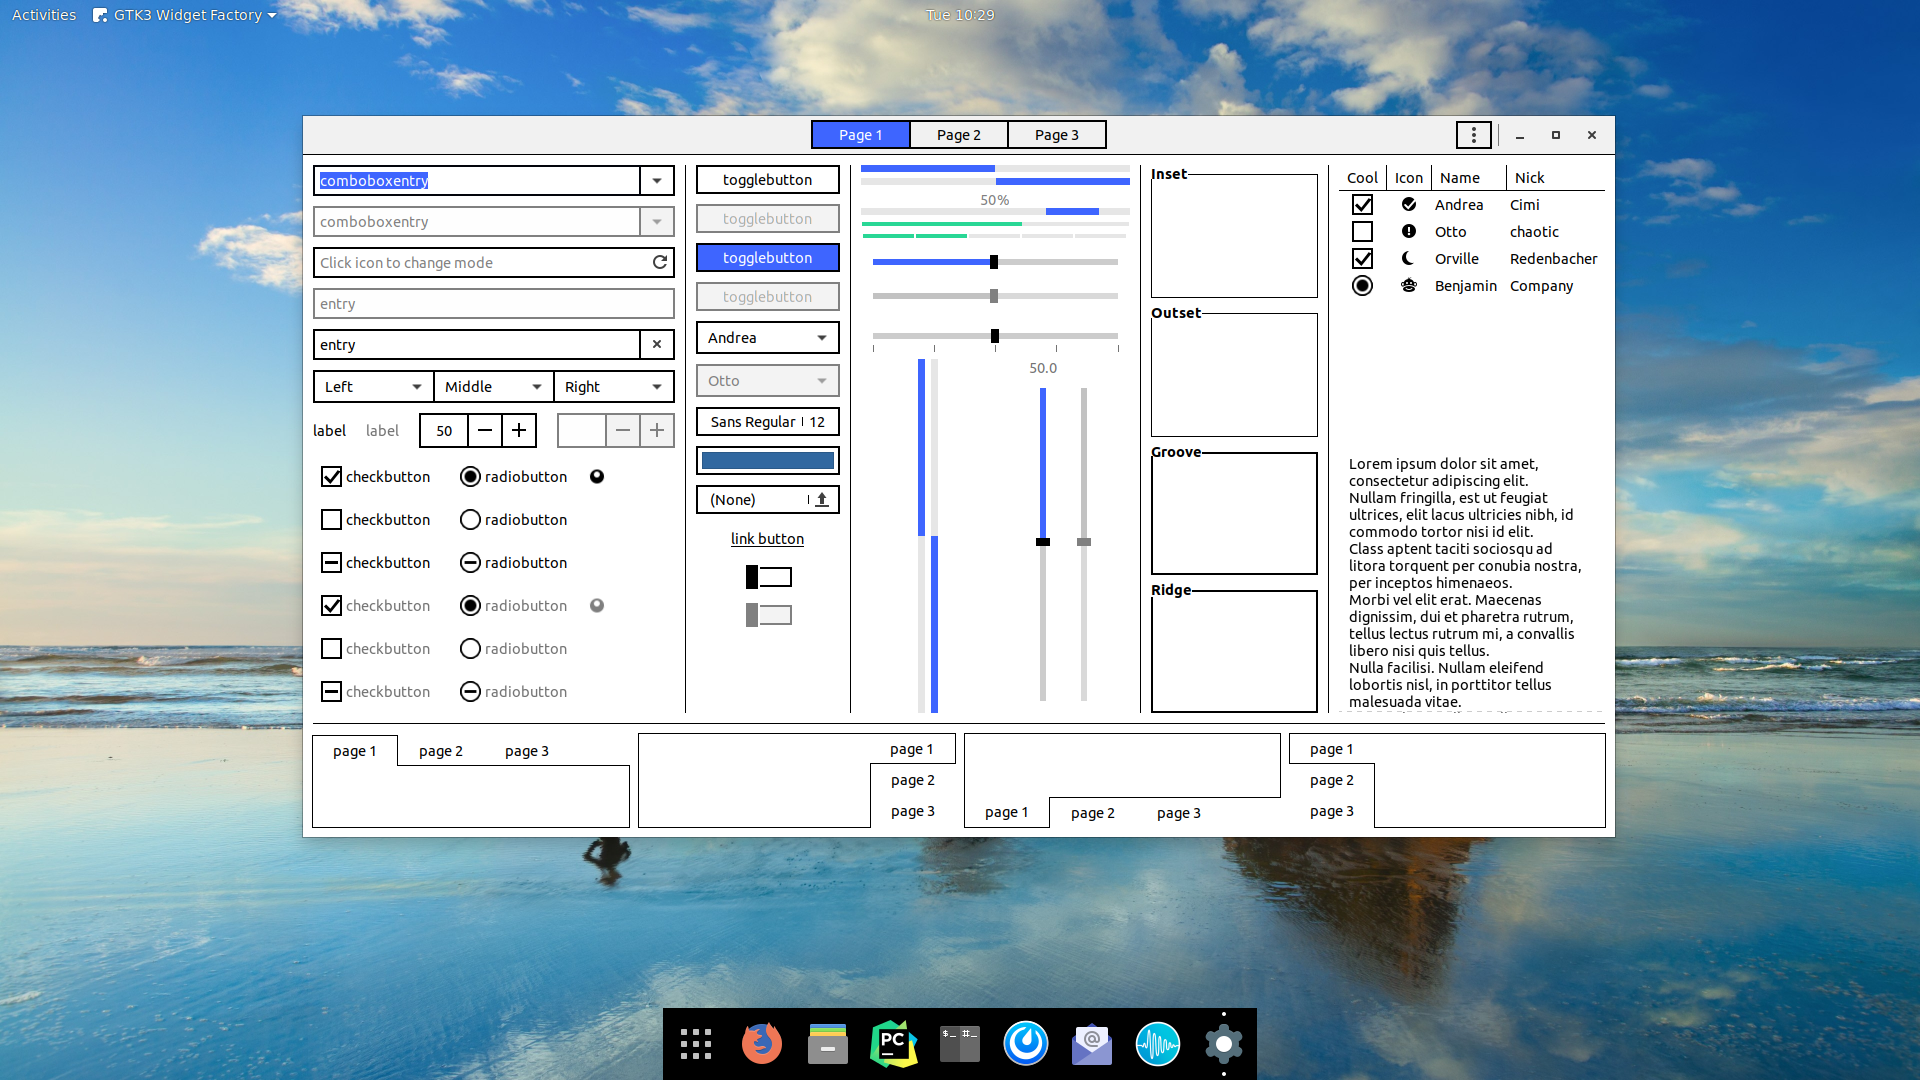 Activities
GTK3 Widget Factory
Tue 10:29
Page 1
Page 2
Page 3
comboboxentry
comboboxentry
Click icon to change mode
entry
entry
Left
Middle
Right
label
label
50
checkbutton
radiobutton
checkbutton
radiobutton
checkbutton
radiobutton
checkbutton
radiobutton
checkbutton
radiobutton
checkbutton
radiobutton
togglebutton
togglebutton
togglebutton
togglebutton
Andrea
Otto
Sans Regular
12
(None)
link button
50%
50.0
Inset
Outset
Groove
Ridge
Cool Icon Name Nick
Andrea Cimi
Otto chaotic
Orville Redenbacher
Benjamin Company
Lorem ipsum dolor sit amet,
consectetur adipiscing elit.
Nullam fringilla, est ut feugiat
ultrices, elit lacus ultricies nibh, id
commodo tortor nisi id elit.
Class aptent taciti sociosqu ad
litora torquent per conubia nostra,
per inceptos himenaeos.
Morbi vel elit erat. Maecenas
dignissim, dui et pharetra rutrum,
tellus lectus rutrum mi, a convallis
libero nisi quis tellus.
Nulla facilisi. Nullam eleifend
lobortis nisl, in porttitor tellus
malesuada vitae.
page 1
page 2
page 3
page 1
page 2
page 3
page 1
page 2
page 3
page 1
page 2
page 3
PC
$_ #_
@